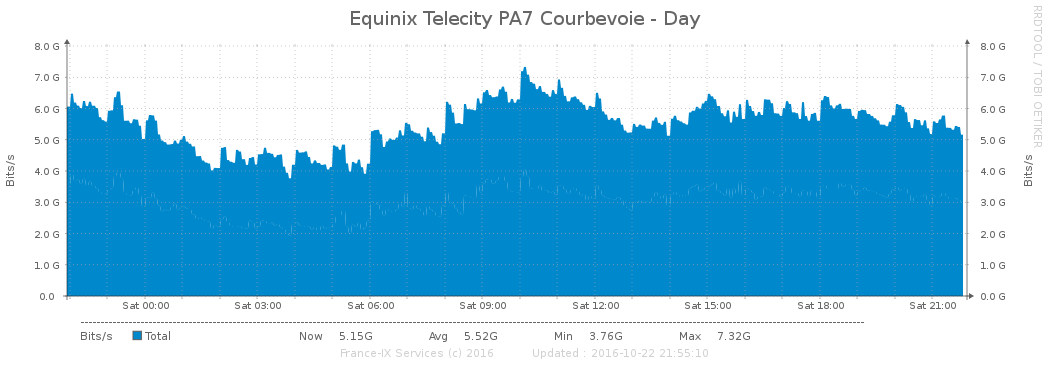 Equinix Telecity PA7 Courbevoie - Day
RRDTOOL / TOBI OETIKER
Bits/s
8.0 G
7.0 G
6.0 G
5.0 G
4.0 G
3.0 G
2.0 G
1.0 G
0.0
8.0 G
7.0 G
6.0 G
5.0 G
4.0 G
3.0 G
2.0 G
1.0 G
0.0 G
Bits/s
Sat 00:00 Sat 03:00 Sat 06:00 Sat 09:00 Sat 12:00 Sat 15:00 Sat 18:00 Sat 21:00
Bits/s Total Now 5.15G Avg 5.52G Min 3.76G Max 7.32G
France-IX Services (c) 2016 Updated : 2016-10-22 21:55:10